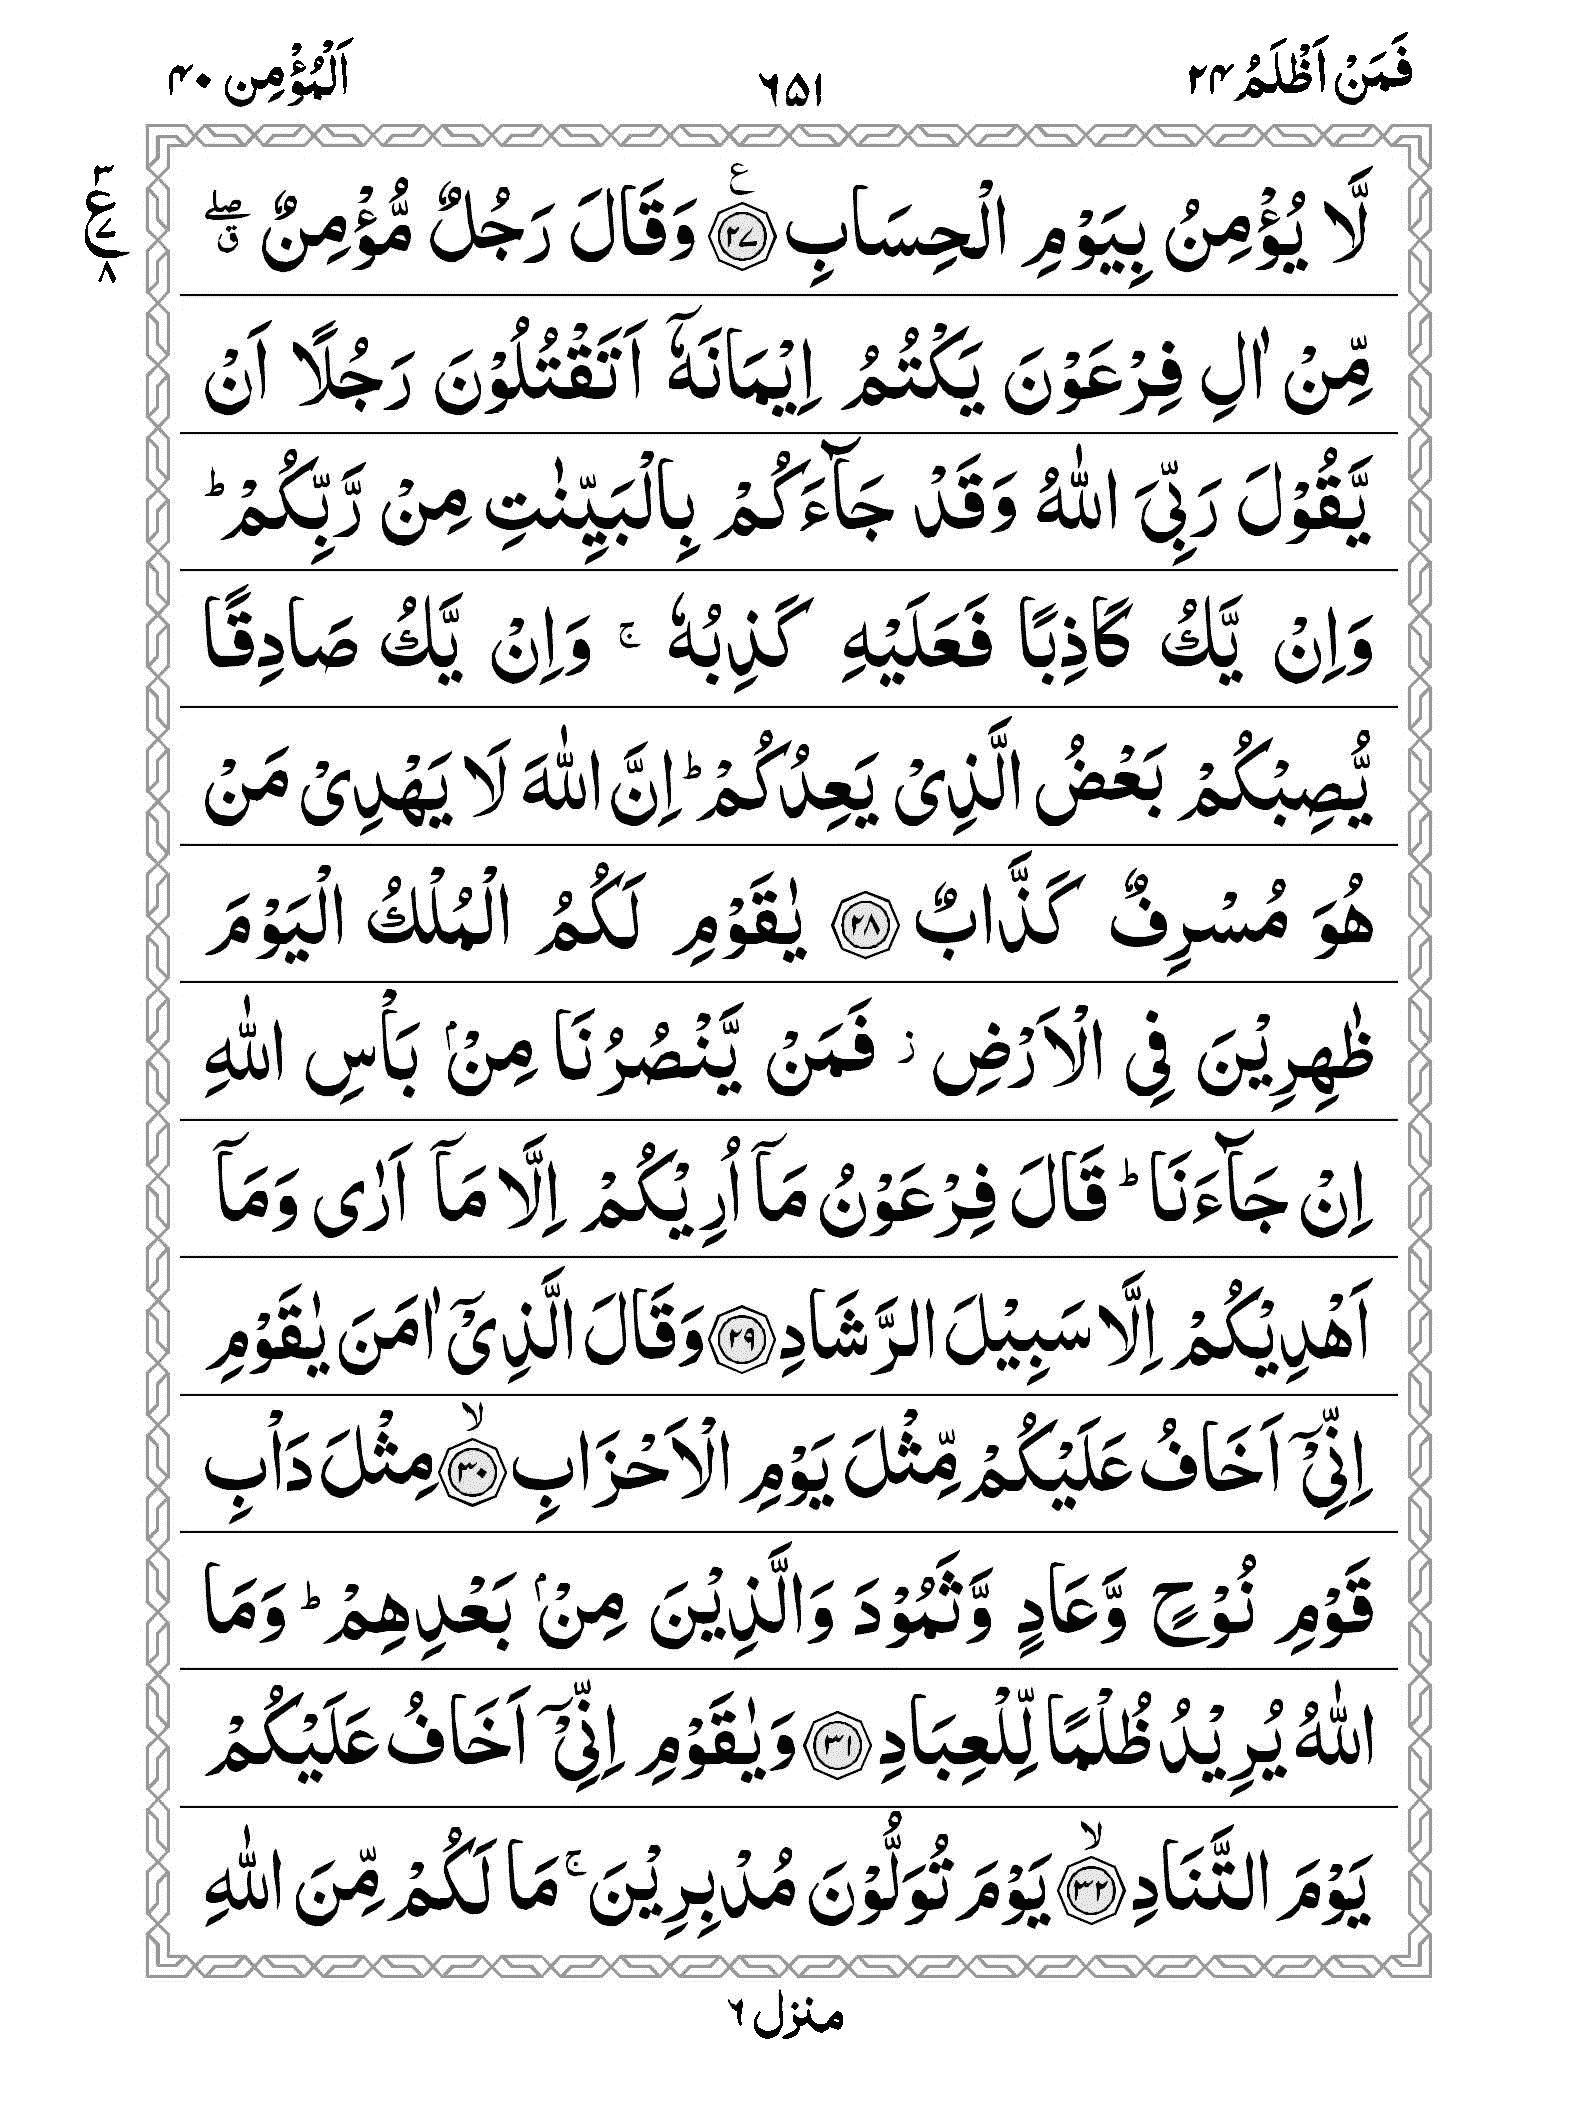 فَمَنْ اَظْلَمُ ٢٤ ٦٥١ اَلْمُؤْمِن ٤٠
٣ ع ٧ ٨
لَّا يُؤْمِنُ بِيَوْمِ الْحِسَابِ ﴿٢٧﴾ ع وَقَالَ رَجُلٌ مُّؤْمِنٌ ۖ ق
مِّنْ اٰلِ فِرْعَوْنَ يَكْتُمُ اِيْمَانَهٗۤ اَتَقْتُلُوْنَ رَجُلًا اَنْ
يَّقُوْلَ رَبِّيَ اللّٰهُ وَقَدْ جَآءَكُمْ بِالْبَيِّنٰتِ مِنْ رَّبِّكُمْ ؕ
وَاِنْ يَّكُ كَاذِبًا فَعَلَيْهِ كَذِبُهٗ ۚ وَاِنْ يَّكُ صَادِقًا
يُّصِبْكُمْ بَعْضُ الَّذِيْ يَعِدُكُمْ ؕ اِنَّ اللّٰهَ لَا يَهْدِيْ مَنْ
هُوَ مُسْرِفٌ كَذَّابٌ ﴿٢٨﴾ يٰقَوْمِ لَكُمُ الْمُلْكُ الْيَوْمَ
ظٰهِرِيْنَ فِي الْاَرْضِ ز فَمَنْ يَّنْصُرُنَا مِنْۢ بَاْسِ اللّٰهِ
اِنْ جَآءَنَا ؕ قَالَ فِرْعَوْنُ مَاۤ اُرِيْكُمْ اِلَّا مَاۤ اَرٰى وَمَاۤ
اَهْدِيْكُمْ اِلَّا سَبِيْلَ الرَّشَادِ ﴿٢٩﴾ وَقَالَ الَّذِيْۤ اٰمَنَ يٰقَوْمِ
اِنِّيْۤ اَخَافُ عَلَيْكُمْ مِّثْلَ يَوْمِ الْاَحْزَابِ ﴿٣٠﴾ ۙ مِثْلَ دَاْبِ
قَوْمِ نُوْحٍ وَّعَادٍ وَّثَمُوْدَ وَالَّذِيْنَ مِنْۢ بَعْدِهِمْ ؕ وَمَا
اللّٰهُ يُرِيْدُ ظُلْمًا لِّلْعِبَادِ ﴿٣١﴾ وَيٰقَوْمِ اِنِّيْۤ اَخَافُ عَلَيْكُمْ
يَوْمَ التَّنَادِ ﴿٣٢﴾ ۙ يَوْمَ تُوَلُّوْنَ مُدْبِرِيْنَ ۚ مَا لَكُمْ مِّنَ اللّٰهِ
منزل ٦